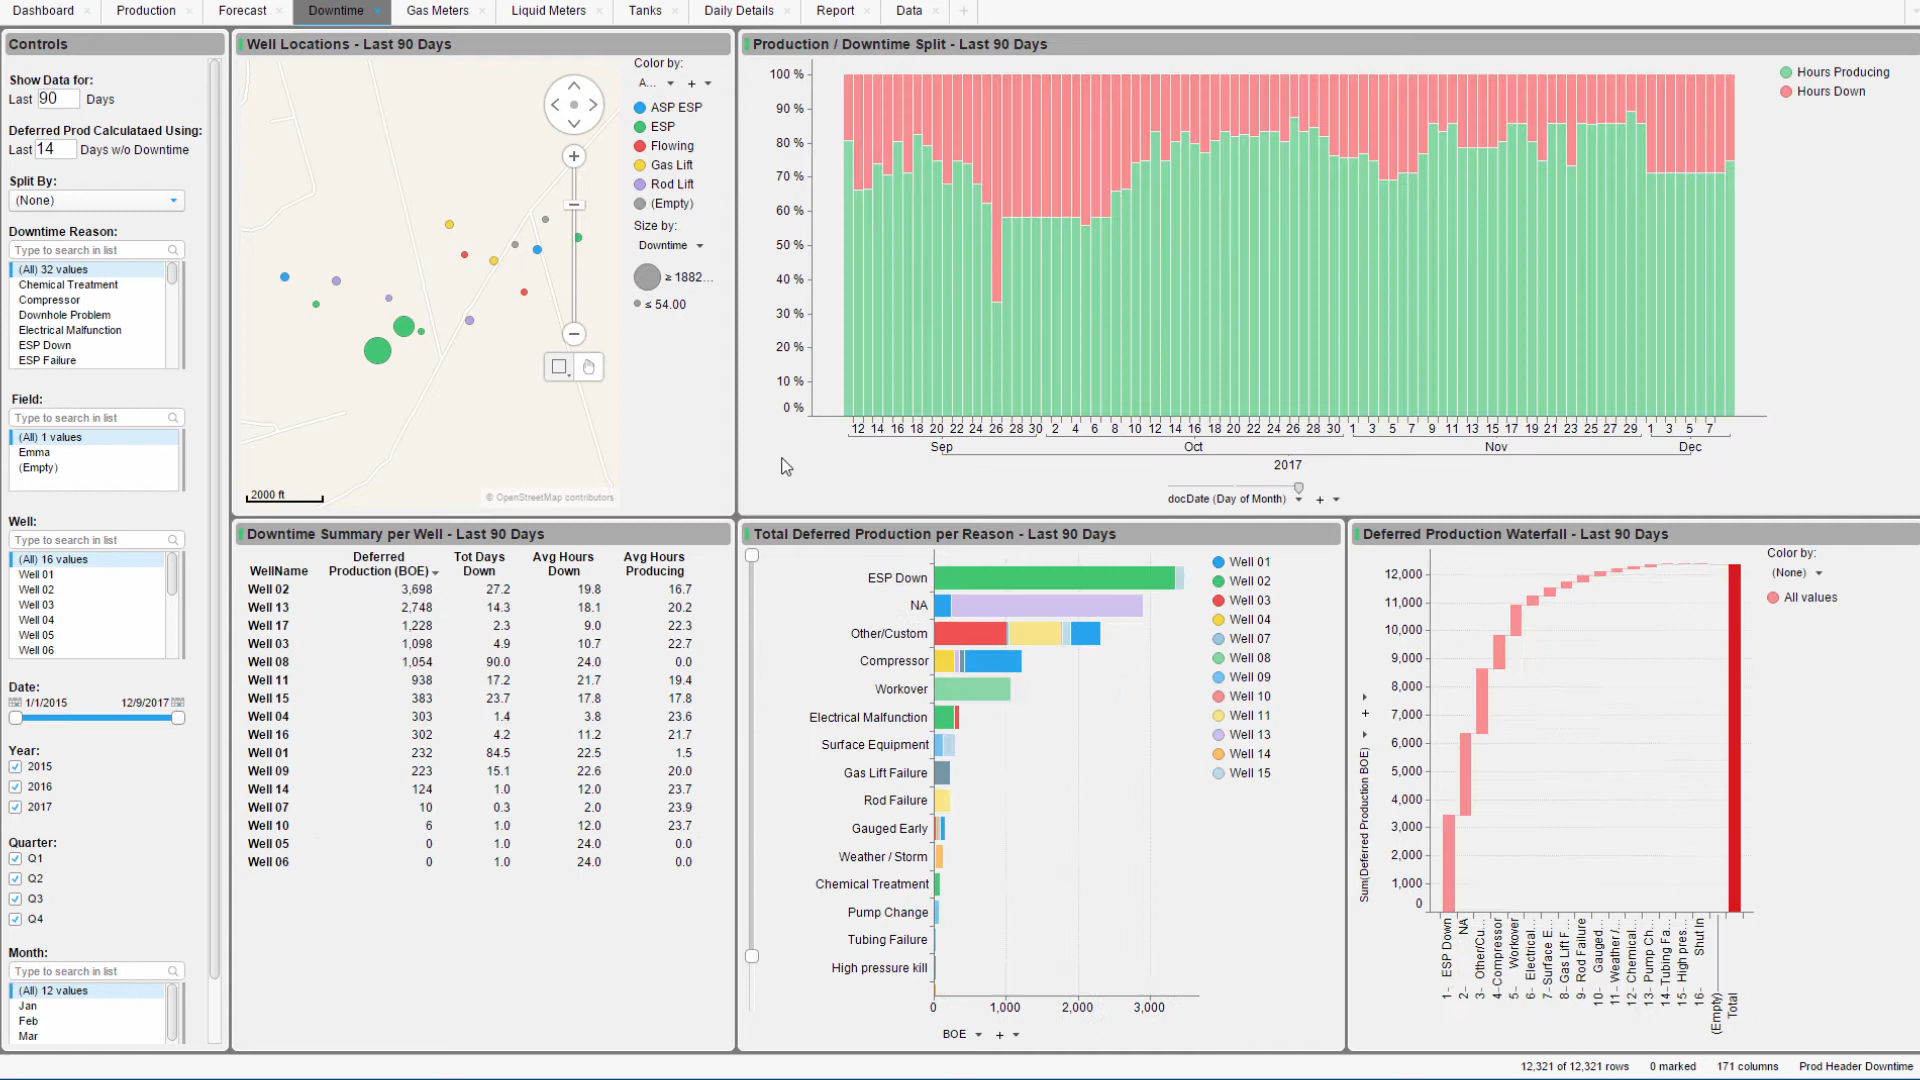 Dashboard Production Forecast Downtime Gas Meters Liquid Meters Tanks Daily Details Report Data
Controls
Show Data for:
Last 90 Days
Deferred Prod Calculataed Using:
Last 14 Days w/o Downtime
Split By:
(None)
Downtime Reason:
Type to search in list
(All) 32 values
Chemical Treatment
Compressor
Downhole Problem
Electrical Malfunction
ESP Down
ESP Failure
Field:
Type to search in list
(All) 1 values
Emma
(Empty)
Well:
Type to search in list
(All) 16 values
Well 01
Well 02
Well 03
Well 04
Well 05
Well 06
Date:
1/1/2015 12/9/2017
Year:
2015
2016
2017
Quarter:
Q1
Q2
Q3
Q4
Month:
Type to search in list
(All) 12 values
Jan
Feb
Mar
Well Locations - Last 90 Days
Color by:
A...
ASP ESP
ESP
Flowing
Gas Lift
Rod Lift
(Empty)
Size by:
Downtime
≥ 1882...
≤ 54.00
2000 ft
© OpenStreetMap contributors
Production / Downtime Split - Last 90 Days
100 %
90 %
80 %
70 %
60 %
50 %
40 %
30 %
20 %
10 %
0 %
12 14 16 18 20 22 24 26 28 30 2 4 6 8 10 12 14 16 18 20 22 24 26 28 30 1 3 5 7 9 11 13 15 17 19 21 23 25 27 29 1 3 5 7
Sep Oct Nov Dec
2017
docDate (Day of Month)
Hours Producing
Hours Down
Downtime Summary per Well - Last 90 Days
WellName Deferred Production (BOE) Tot Days Down Avg Hours Down Avg Hours Producing
Well 02 3,698 27.2 19.8 16.7
Well 13 2,748 14.3 18.1 20.2
Well 17 1,228 2.3 9.0 22.3
Well 03 1,098 4.9 10.7 22.7
Well 08 1,054 90.0 24.0 0.0
Well 11 938 17.2 21.7 19.4
Well 15 383 23.7 17.8 17.8
Well 04 303 1.4 3.8 23.6
Well 16 302 4.2 11.2 21.7
Well 01 232 84.5 22.5 1.5
Well 09 223 15.1 22.6 20.0
Well 14 124 1.0 12.0 23.7
Well 07 10 0.3 2.0 23.9
Well 10 6 1.0 12.0 23.7
Well 05 0 1.0 24.0 0.0
Well 06 0 1.0 24.0 0.0
Total Deferred Production per Reason - Last 90 Days
ESP Down
NA
Other/Custom
Compressor
Workover
Electrical Malfunction
Surface Equipment
Gas Lift Failure
Rod Failure
Gauged Early
Weather / Storm
Chemical Treatment
Pump Change
Tubing Failure
High pressure kill
0 1,000 2,000 3,000
BOE
Well 01
Well 02
Well 03
Well 04
Well 07
Well 08
Well 09
Well 10
Well 11
Well 13
Well 14
Well 15
Deferred Production Waterfall - Last 90 Days
Sum(Deferred Production BOE)
12,000
11,000
10,000
9,000
8,000
7,000
6,000
5,000
4,000
3,000
2,000
1,000
0
1- ESP Down
2- NA
3- Other/Cu...
4-Compressor
5- Workover
6- Electrical...
7-Surface E...
8- Gas Lift F...
9- Rod Failure
10- Gauged...
11- Weather /...
12- Chemical...
13- Pump Ch...
14-Tubing Fa...
15- High pres...
16- Shut In
(Empty)
Total
Color by:
(None)
All values
12,321 of 12,321 rows 0 marked 171 columns Prod Header Downtime